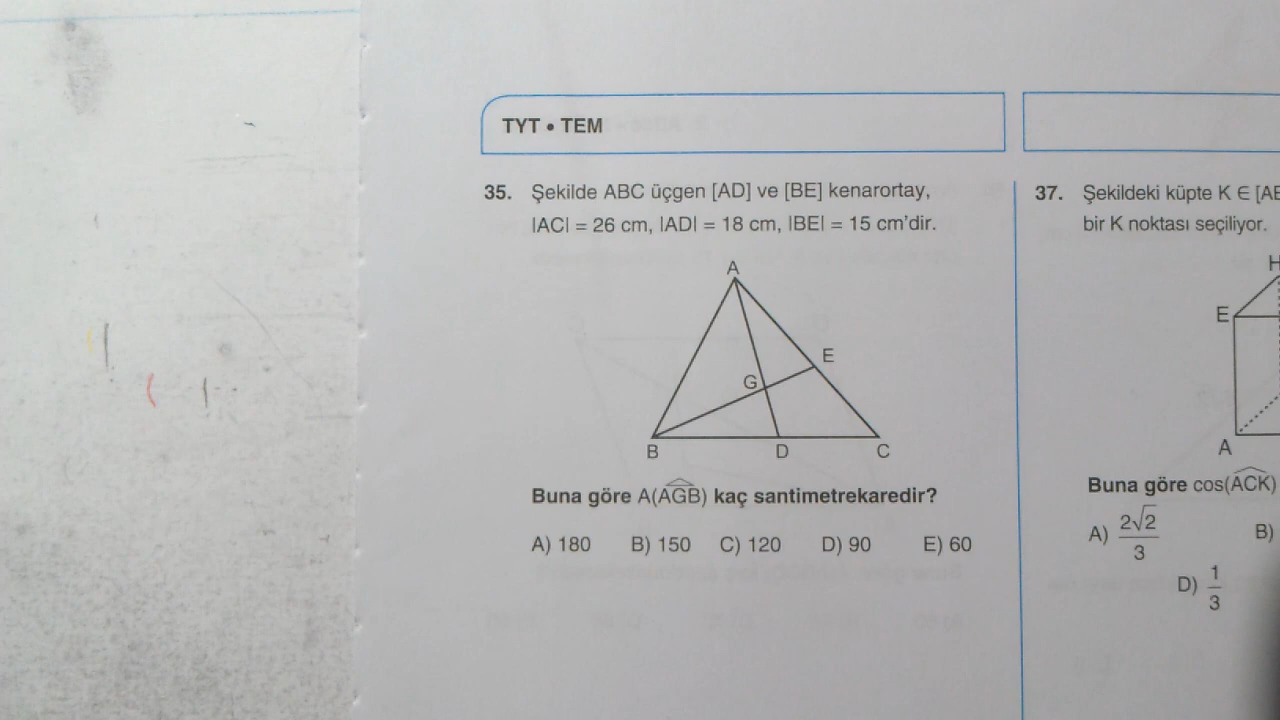 TYT • TEM
35. Şekilde ABC üçgen [AD] ve [BE] kenarortay,
|AC| = 26 cm, |AD| = 18 cm, |BE| = 15 cm'dir.
A
E
G
B
D
C
Buna göre A(AGB) kaç santimetrekaredir?
A) 180 B) 150 C) 120 D) 90 E) 60
37. Şekildeki küpte K ∈ [AE
bir K noktası seçiliyor.
H
E
A
Buna göre cos(ACK)
A) 2√2/3 B)
D) 1/3